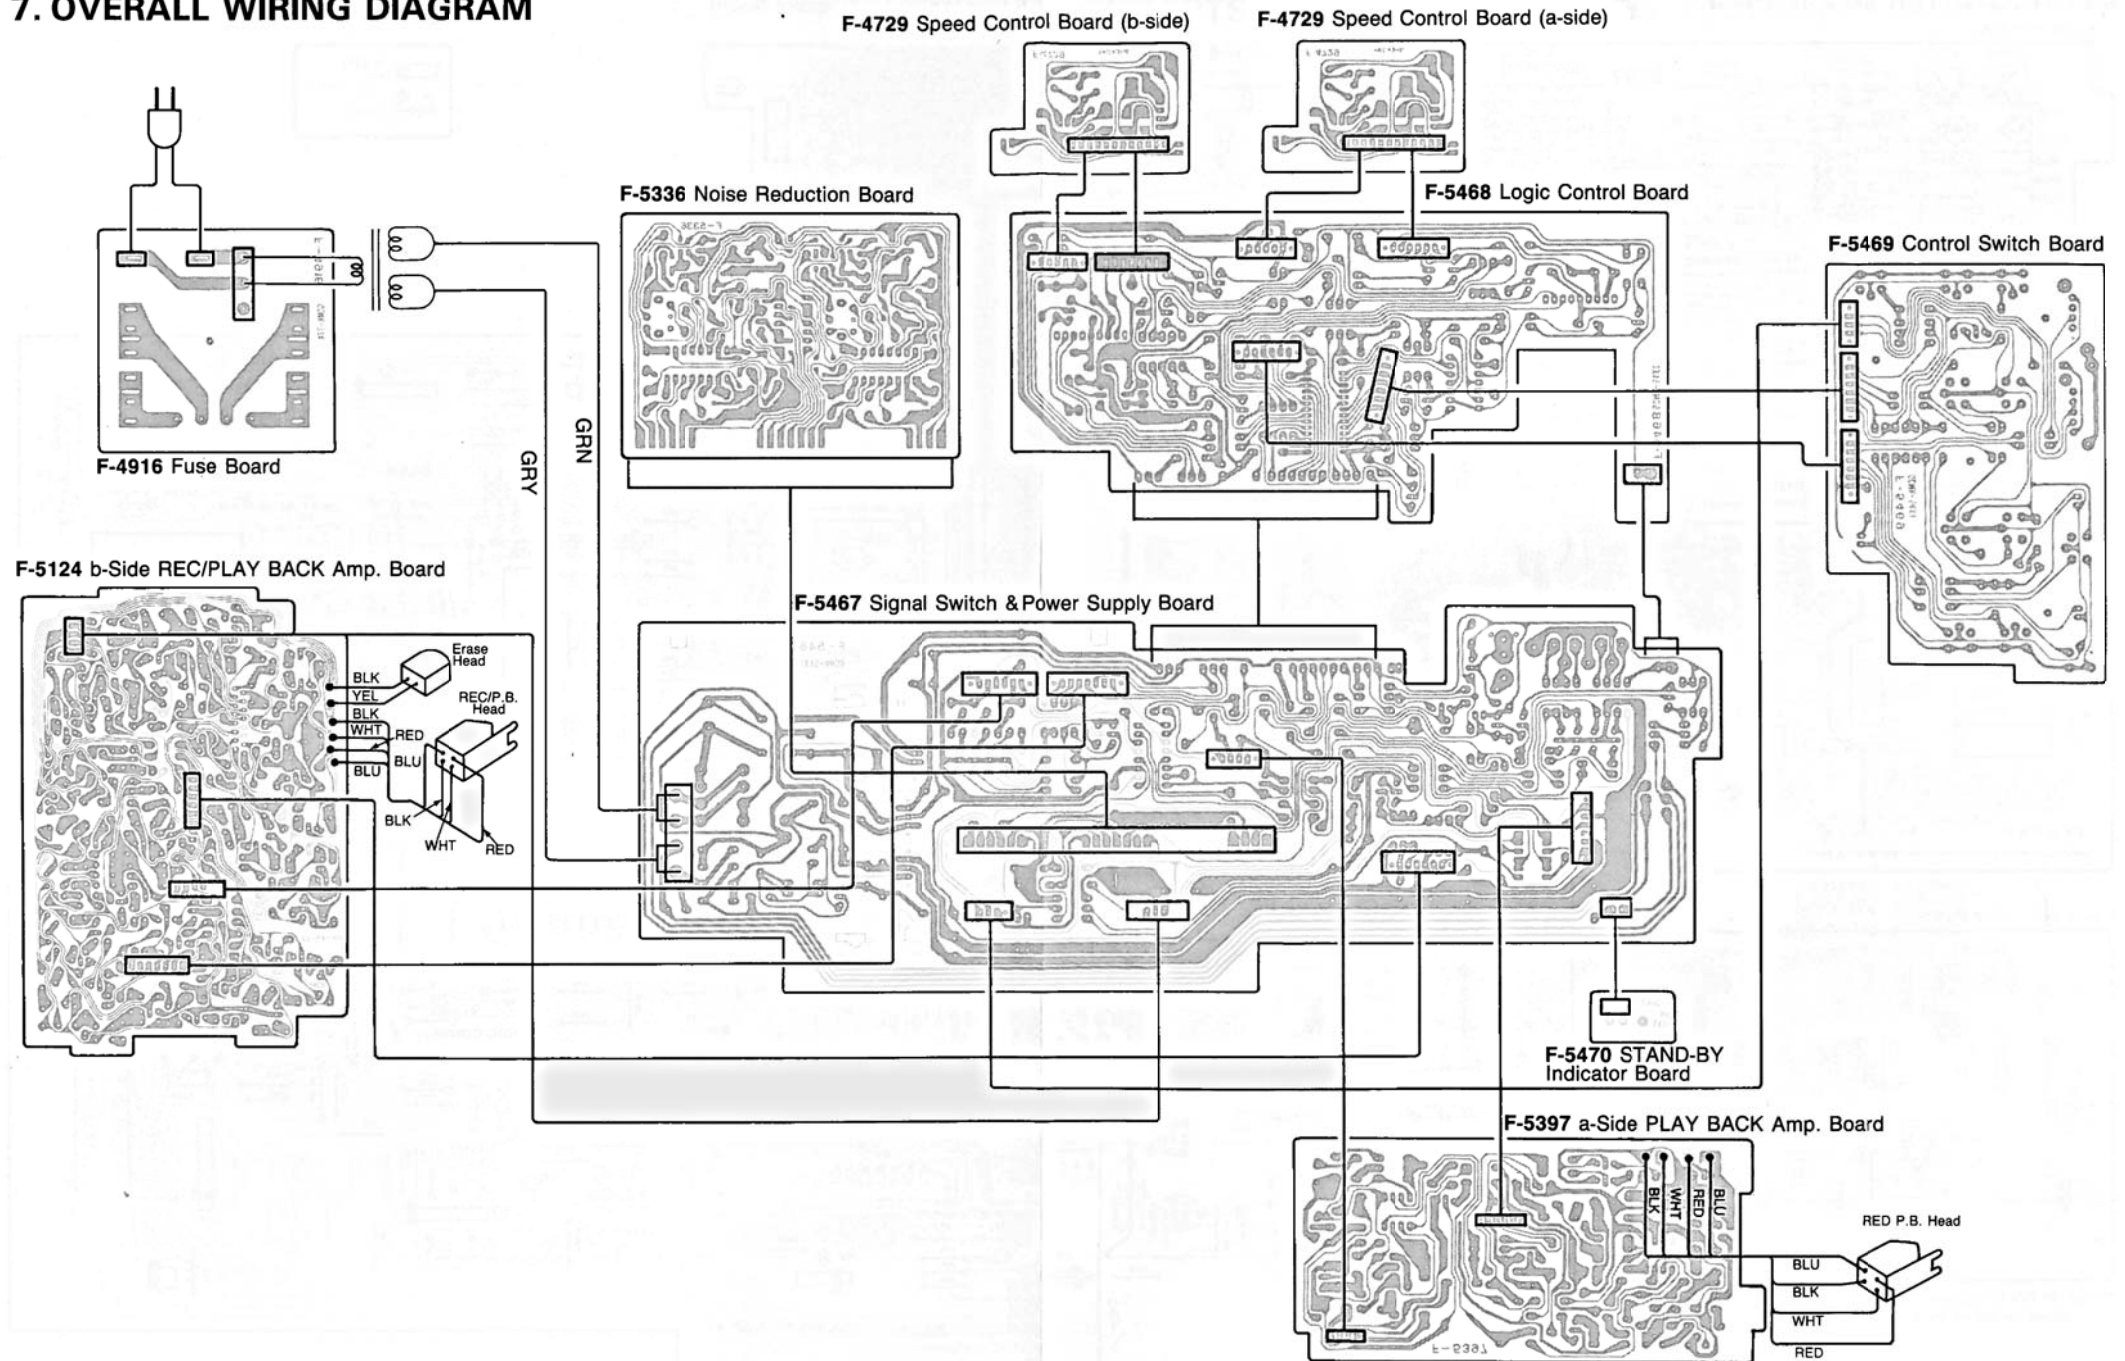 7. OVERALL WIRING DIAGRAM
F-4729 Speed Control Board (b-side)
F-4729 Speed Control Board (a-side)
F-5336 Noise Reduction Board
F-5468 Logic Control Board
F-5469 Control Switch Board
F-4916 Fuse Board
GRY
GRN
F-5124 b-Side REC/PLAY BACK Amp. Board
Erase
Head
REC/P.B.
Head
BLK
YEL
BLK
WHT
RED
BLU
BLU
BLK
WHT
RED
F-5467 Signal Switch & Power Supply Board
F-5470 STAND-BY
Indicator Board
F-5397 a-Side PLAY BACK Amp. Board
BLK
WHT
RED
BLU
RED P.B. Head
BLU
BLK
WHT
RED
F-5336
F-5397